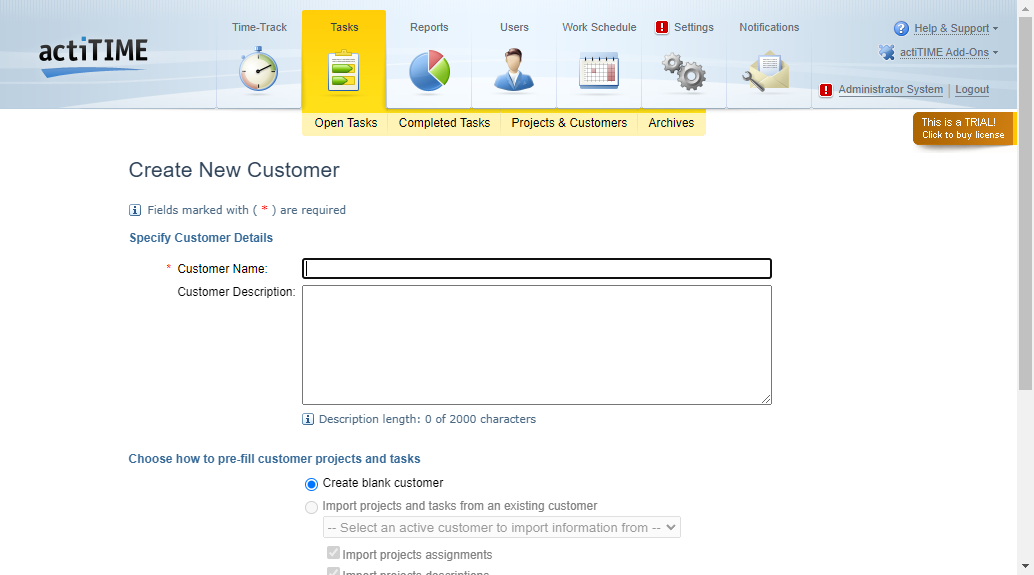 actiTIME
Time-Track
Tasks
Reports
Users
Work Schedule
! Settings
Notifications
? Help & Support
actiTIME Add-Ons
! Administrator System | Logout
Open Tasks
Completed Tasks
Projects & Customers
Archives
This is a TRIAL!
Click to buy license
Create New Customer
i Fields marked with ( * ) are required
Specify Customer Details
* Customer Name:
Customer Description:
i Description length: 0 of 2000 characters
Choose how to pre-fill customer projects and tasks
Create blank customer
Import projects and tasks from an existing customer
-- Select an active customer to import information from --
Import projects assignments
Import projects descriptions